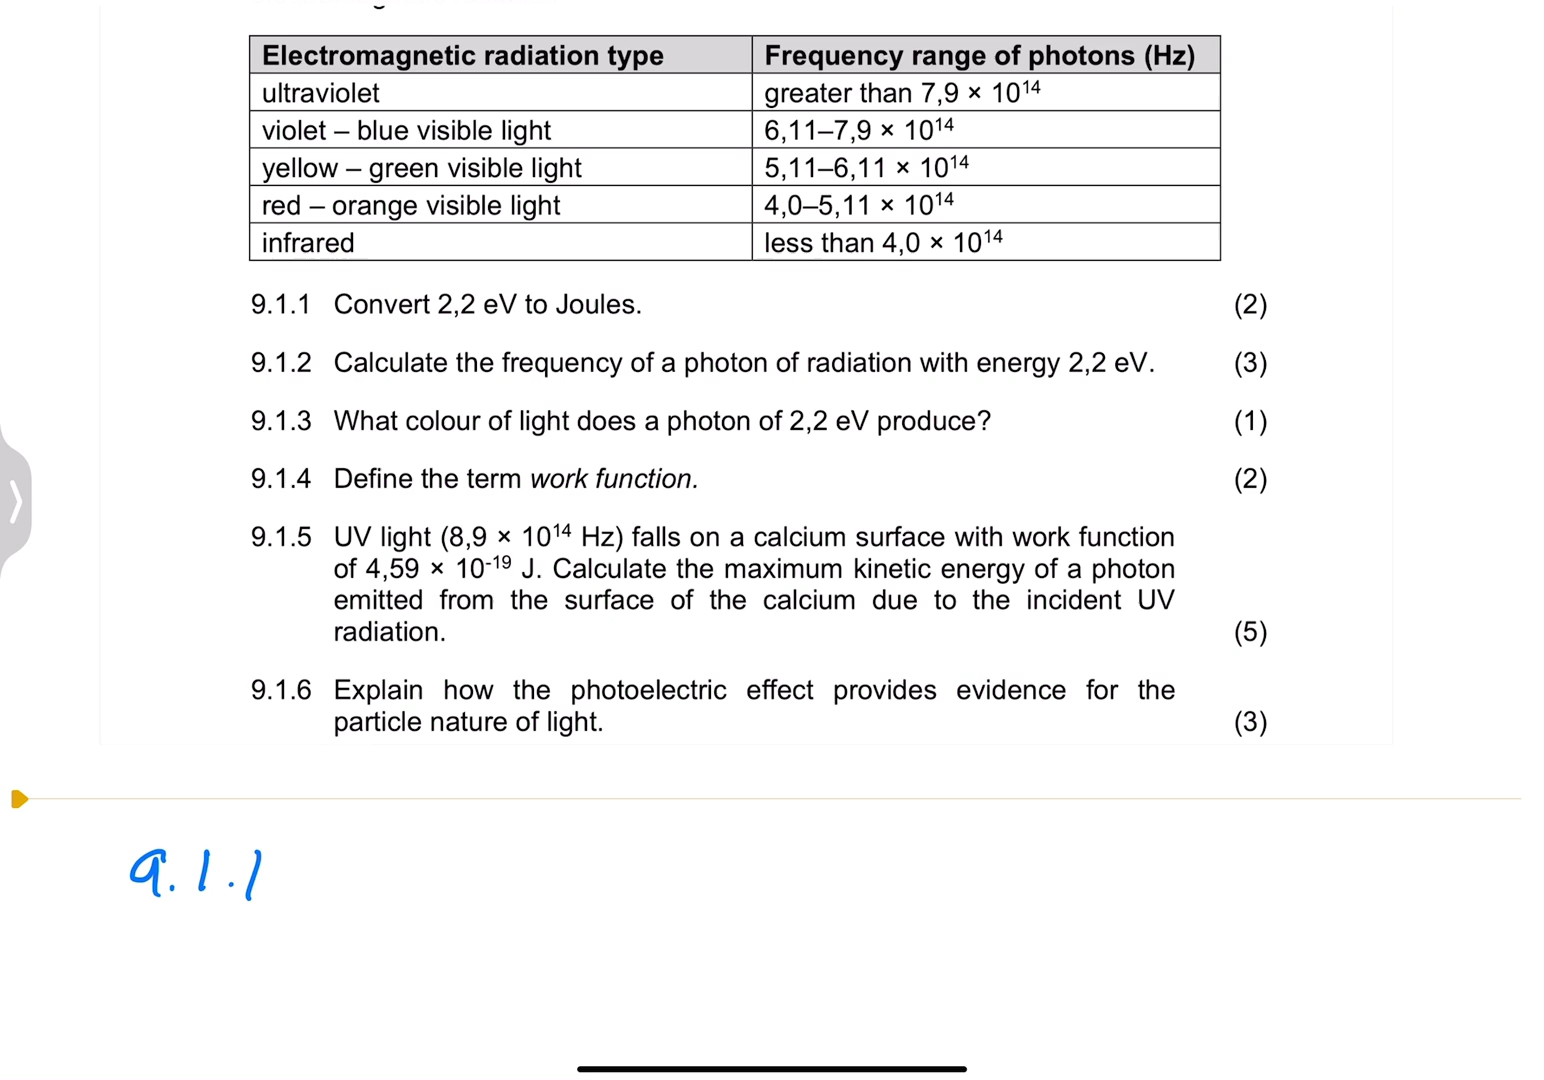 Electromagnetic radiation type Frequency range of photons (Hz)
ultraviolet greater than 7,9 × 10¹⁴
violet – blue visible light 6,11–7,9 × 10¹⁴
yellow – green visible light 5,11–6,11 × 10¹⁴
red – orange visible light 4,0–5,11 × 10¹⁴
infrared less than 4,0 × 10¹⁴
9.1.1 Convert 2,2 eV to Joules. (2)
9.1.2 Calculate the frequency of a photon of radiation with energy 2,2 eV. (3)
9.1.3 What colour of light does a photon of 2,2 eV produce? (1)
9.1.4 Define the term work function. (2)
9.1.5 UV light (8,9 × 10¹⁴ Hz) falls on a calcium surface with work function
of 4,59 × 10⁻¹⁹ J. Calculate the maximum kinetic energy of a photon
emitted from the surface of the calcium due to the incident UV
radiation. (5)
9.1.6 Explain how the photoelectric effect provides evidence for the
particle nature of light. (3)
9.1.1